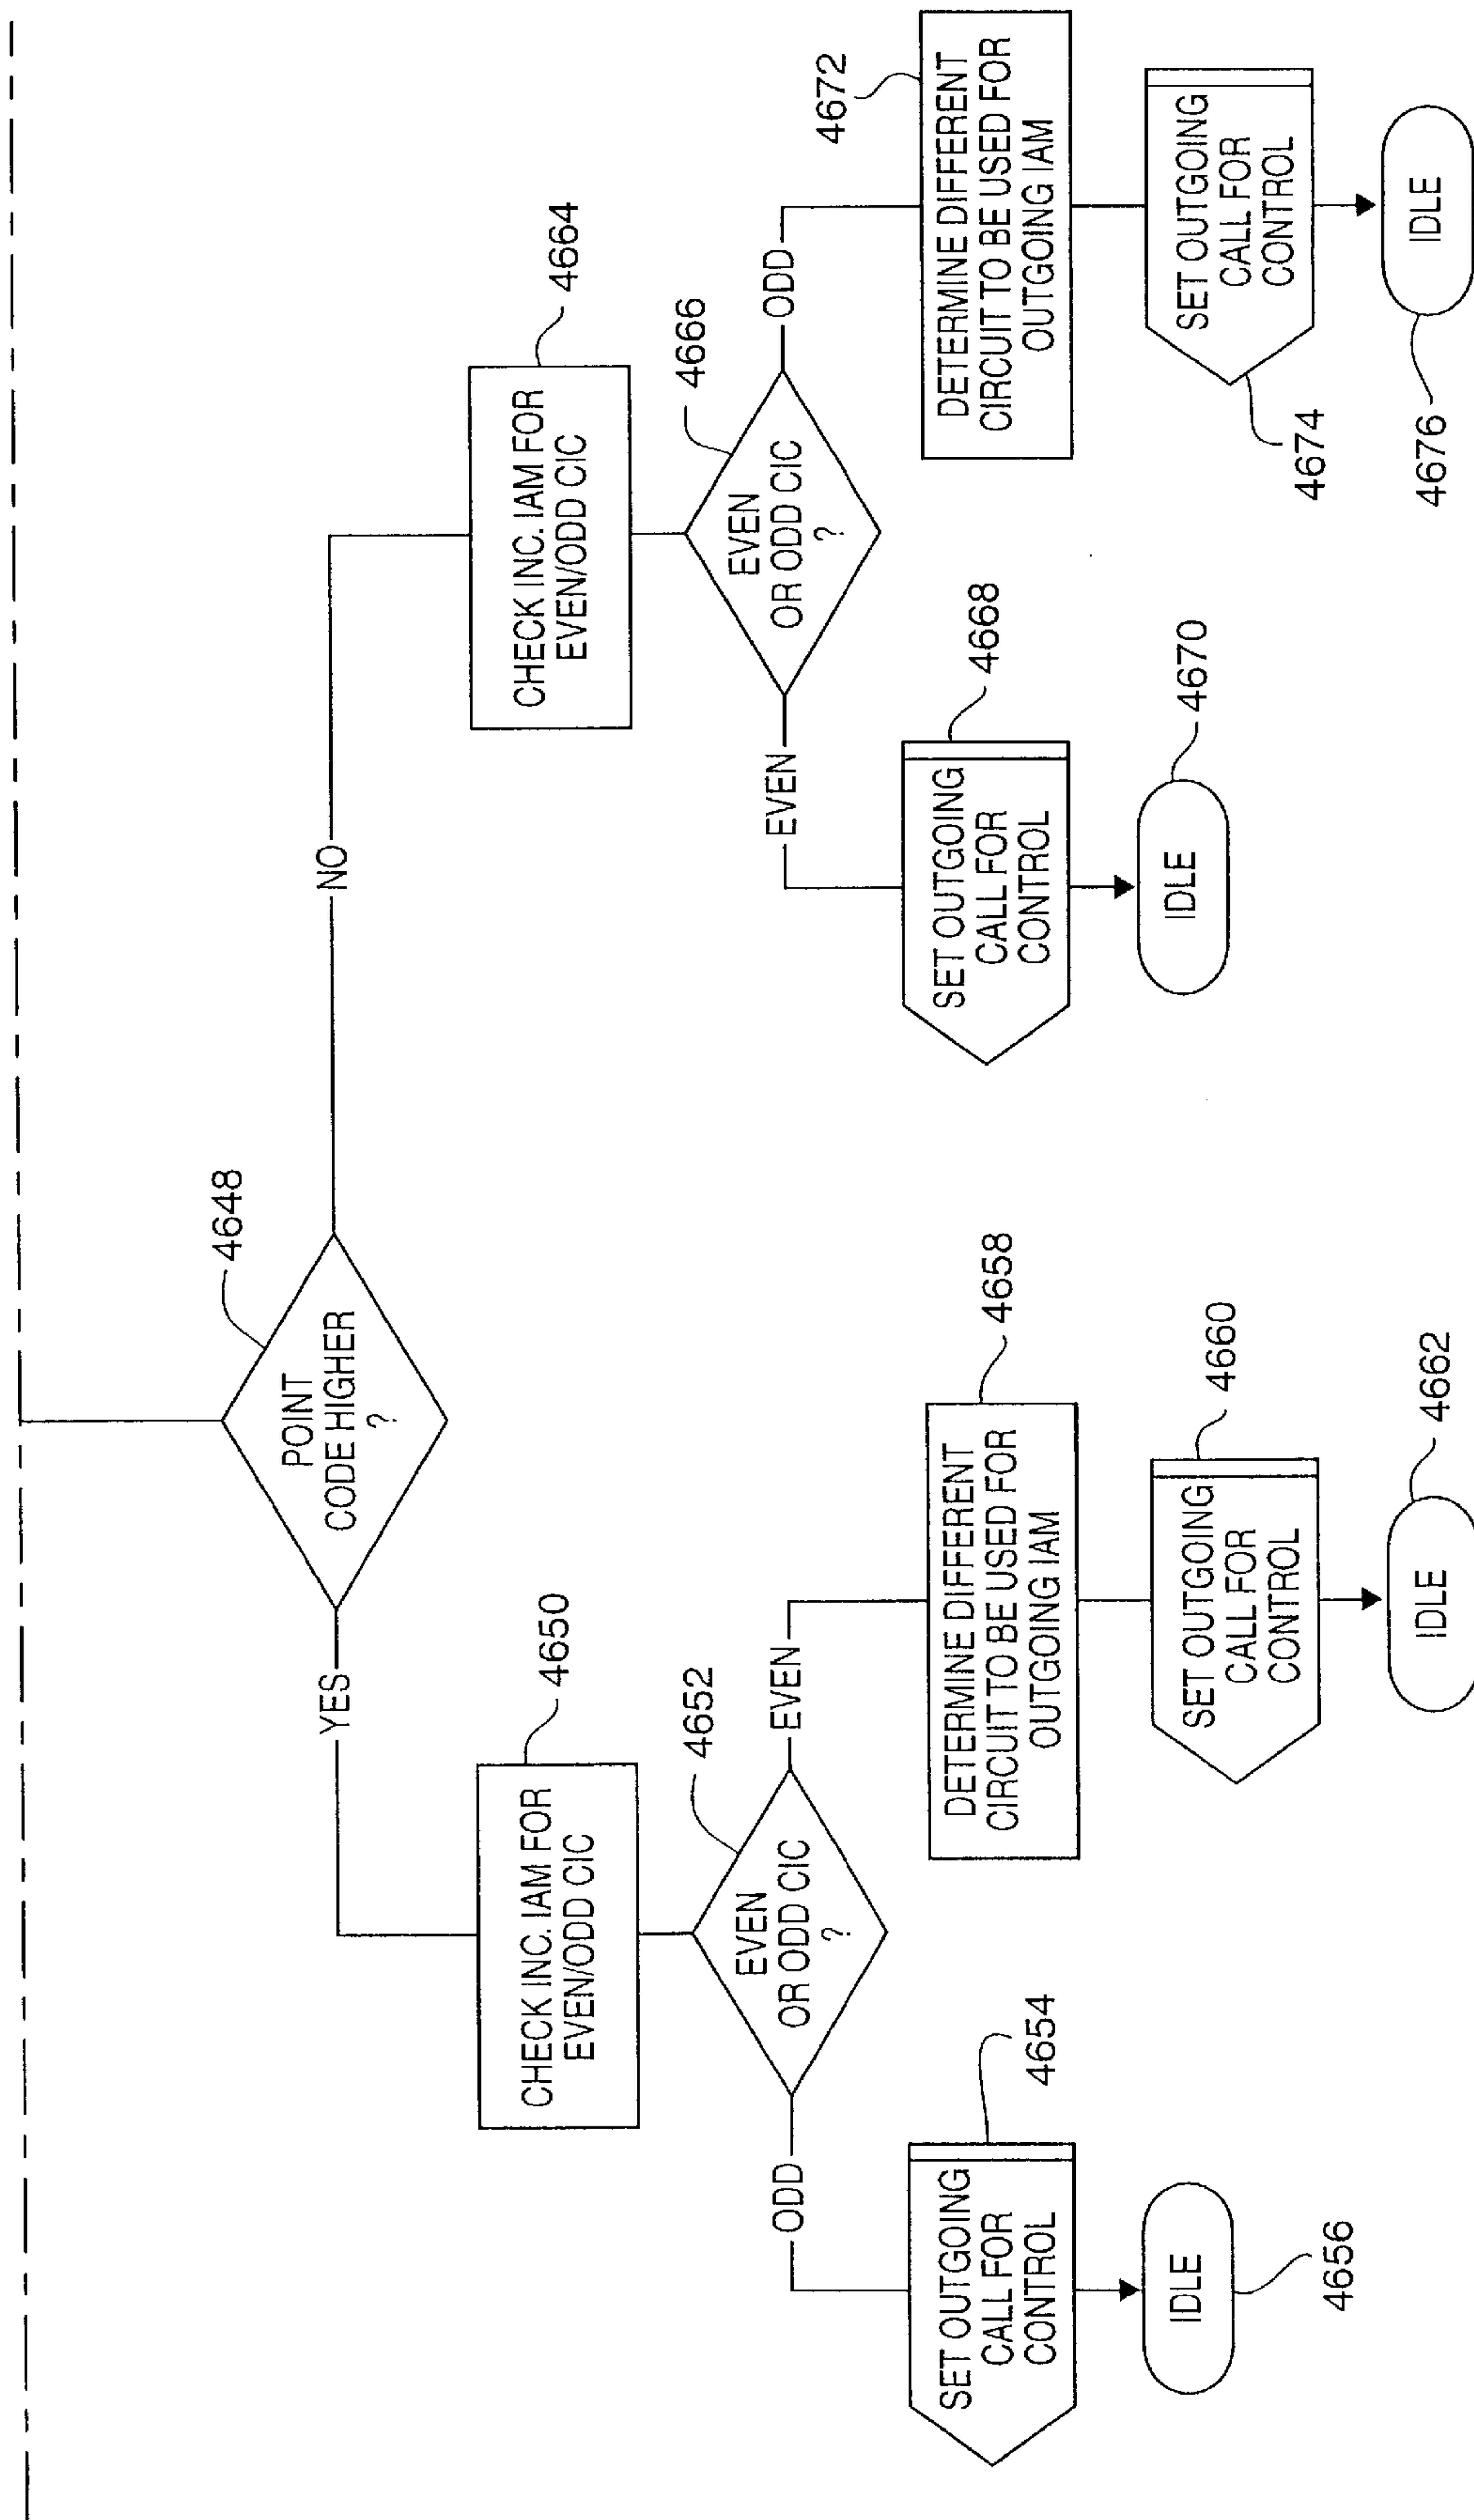 4648
POINT
CODE HIGHER
?
YES
NO
4650
CHECK INC. IAM FOR
EVEN/ODD CIC
4652
EVEN
OR ODD CIC
?
ODD
EVEN
4654
SET OUTGOING
CALL FOR
CONTROL
IDLE
4656
4658
DETERMINE DIFFERENT
CIRCUIT TO BE USED FOR
OUTGOING IAM
4660
SET OUTGOING
CALL FOR
CONTROL
4662
IDLE
4664
CHECK INC. IAM FOR
EVEN/ODD CIC
4666
EVEN
OR ODD CIC
?
EVEN
ODD
4668
SET OUTGOING
CALL FOR
CONTROL
4670
IDLE
4672
DETERMINE DIFFERENT
CIRCUIT TO BE USED FOR
OUTGOING IAM
SET OUTGOING
CALL FOR
CONTROL
4674
IDLE
4676